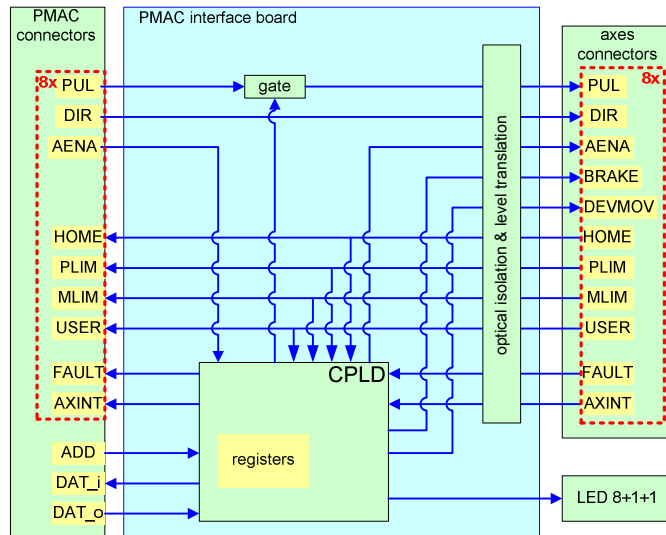 PMAC
connectors
PMAC interface board
axes
connectors
8x
PUL
DIR
AENA
HOME
PLIM
MLIM
USER
FAULT
AXINT
ADD
DAT_i
DAT_o
gate
CPLD
registers
optical isolation & level translation
8x
PUL
DIR
AENA
BRAKE
DEVMOV
HOME
PLIM
MLIM
USER
FAULT
AXINT
LED 8+1+1